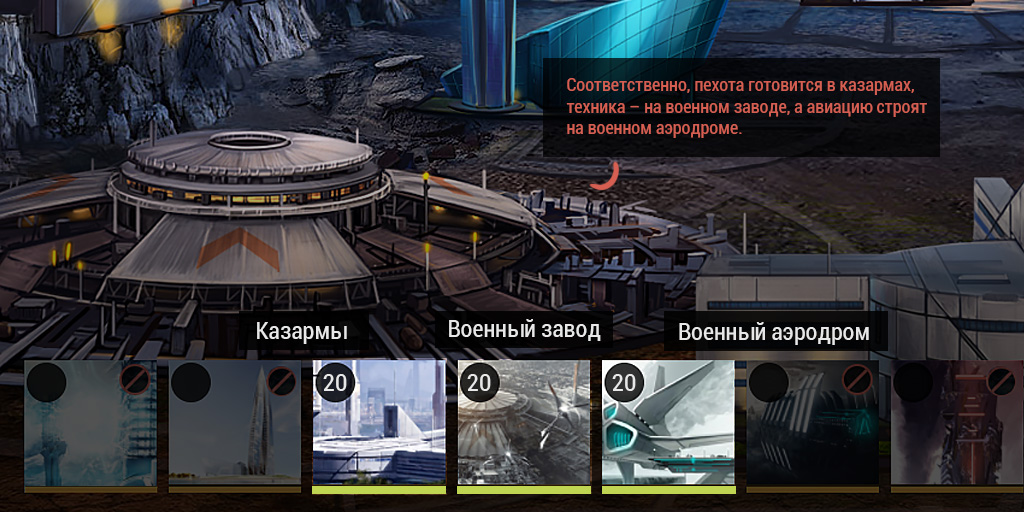 Соответственно, пехота готовится в казармах,
техника – на военном заводе, а авиацию строят
на военном аэродроме.
Казармы
Военный завод
Военный аэродром
20
20
20